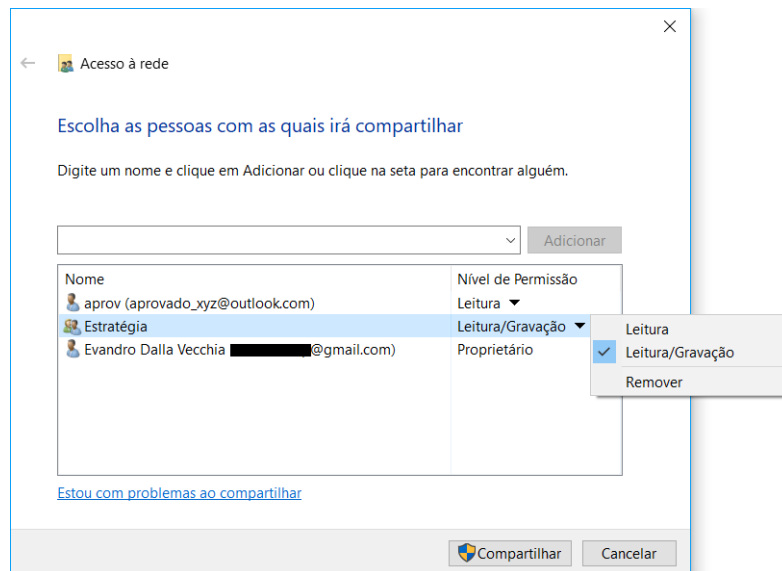 Acesso à rede
Escolha as pessoas com as quais irá compartilhar
Digite um nome e clique em Adicionar ou clique na seta para encontrar alguém.
Adicionar
Nome Nível de Permissão
aprov (aprovado_xyz@outlook.com) Leitura
Estratégia Leitura/Gravação
Evandro Dalla Vecchia @gmail.com) Proprietário
Leitura
Leitura/Gravação
Remover
Estou com problemas ao compartilhar
Compartilhar Cancelar